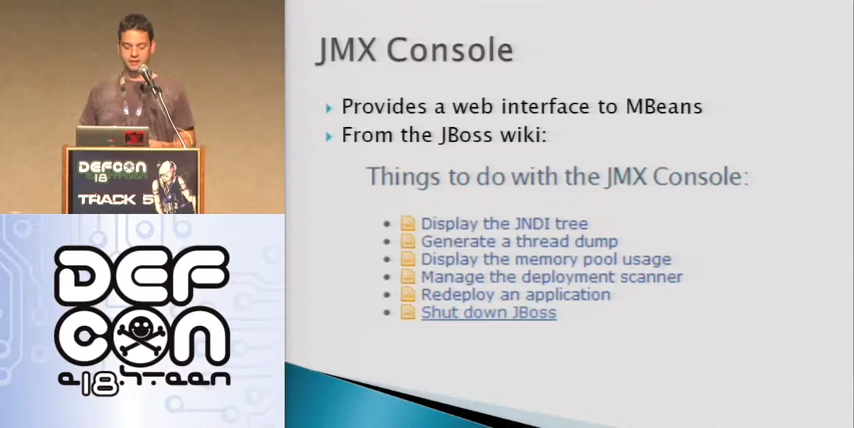 JMX Console
Provides a web interface to MBeans
From the JBoss wiki:
Things to do with the JMX Console:
Display the JNDI tree
Generate a thread dump
Display the memory pool usage
Manage the deployment scanner
Redeploy an application
Shut down JBoss
DEFCON
18
TRACK 5
DEF
CON
e18hteen